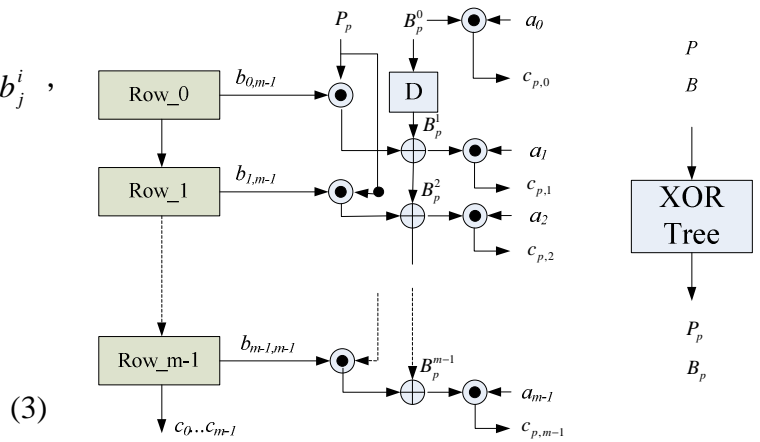 b_j^i ,
P_p
B_p^0
a_0
c_{p,0}
Row_0
b_{0,m-1}
D
B_p^1
a_1
c_{p,1}
Row_1
b_{1,m-1}
B_p^2
a_2
c_{p,2}
Row_m-1
b_{m-1,m-1}
B_p^{m-1}
a_{m-1}
c_{p,m-1}
(3)
c_0...c_{m-1}
P
B
XOR
Tree
P_p
B_p